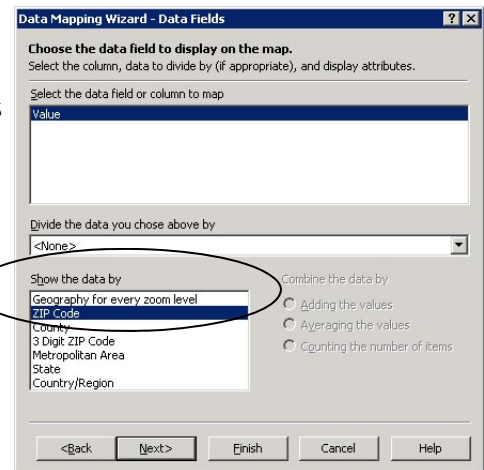 Data Mapping Wizard - Data Fields
Choose the data field to display on the map.
Select the column, data to divide by (if appropriate), and display attributes.
Select the data field or column to map
Value
Divide the data you chose above by
<None>
Show the data by
Geography for every zoom level
ZIP Code
County
3 Digit ZIP Code
Metropolitan Area
State
Country/Region
Combine the data by
Adding the values
Averaging the values
Counting the number of items
<Back Next> Finish Cancel Help